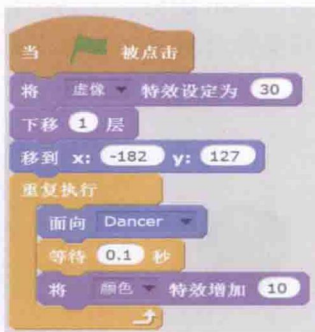 当 被点击
将 虚像 特效设定为 30
下移 1 层
移到 x: -182 y: 127
重复执行
面向 Dancer
等待 0.1 秒
将 颜色 特效增加 10